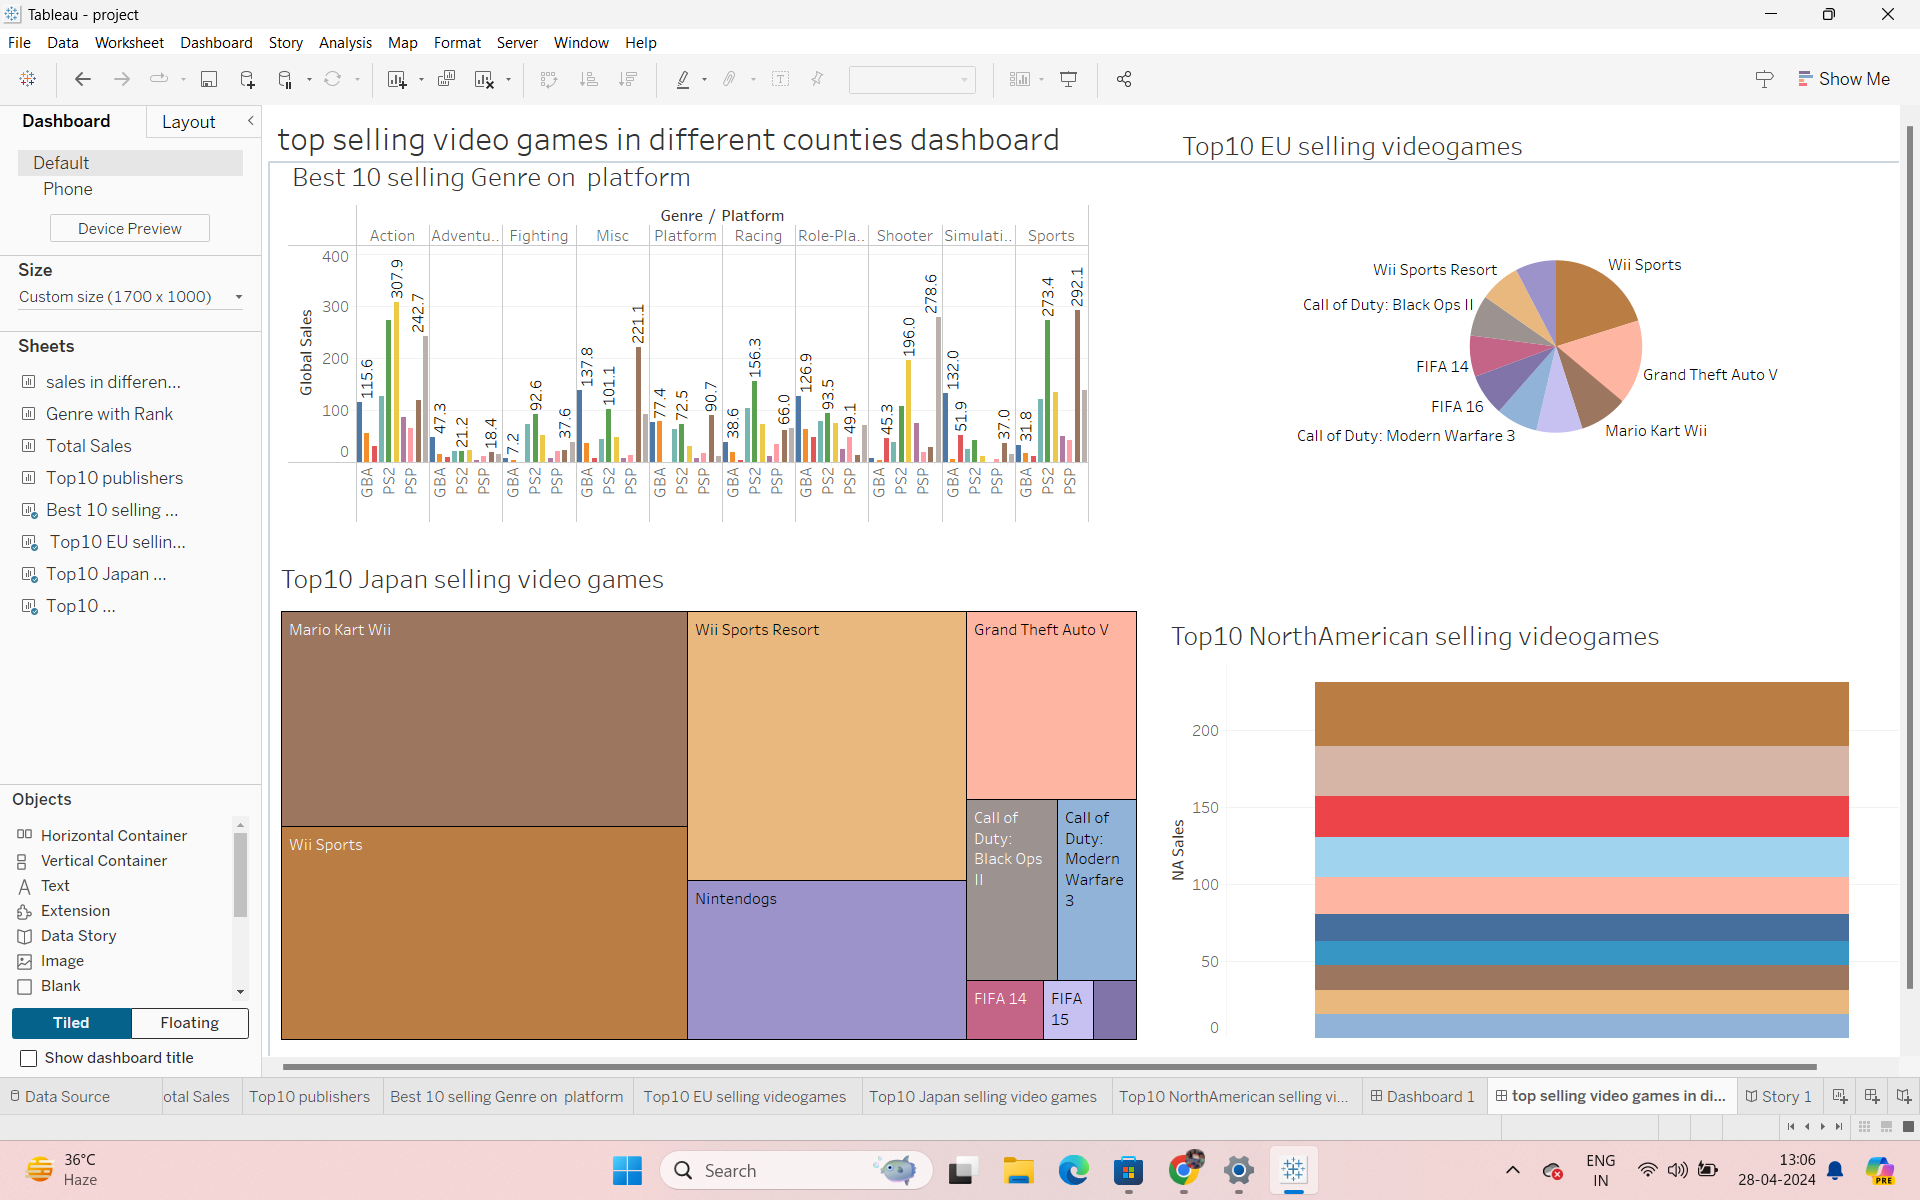 Tableau - project
File Data Worksheet Dashboard Story Analysis Map Format Server Window Help
Show Me
Dashboard Layout
Default
Phone
Device Preview
Size
Custom size (1700 x 1000)
Sheets
sales in differen...
Genre with Rank
Total Sales
Top10 publishers
Best 10 selling ...
Top10 EU sellin...
Top10 Japan ...
Top10 ...
Objects
Horizontal Container
Vertical Container
Text
Extension
Data Story
Image
Blank
Tiled Floating
Show dashboard title
top selling video games in different counties dashboard
Best 10 selling Genre on platform
Genre / Platform
Action Adventu.. Fighting Misc Platform Racing Role-Pla.. Shooter Simulati.. Sports
Global Sales
400
300
200
100
0
115.6 307.9 242.7 47.3 21.2 18.4 7.2 92.6 37.6 137.8 101.1 221.1 77.4 72.5 90.7 38.6 156.3 66.0 126.9 93.5 49.1 45.3 196.0 278.6 132.0 51.9 37.0 31.8 273.4 292.1
GBA PS2 PSP GBA PS2 PSP GBA PS2 PSP GBA PS2 PSP GBA PS2 PSP GBA PS2 PSP GBA PS2 PSP GBA PS2 PSP GBA PS2 PSP GBA PS2 PSP
Top10 EU selling videogames
Wii Sports Resort
Wii Sports
Call of Duty: Black Ops II
FIFA 14
Grand Theft Auto V
FIFA 16
Mario Kart Wii
Call of Duty: Modern Warfare 3
Top10 Japan selling video games
Mario Kart Wii
Wii Sports Resort
Grand Theft Auto V
Wii Sports
Nintendogs
Call of
Duty:
Black Ops
II
Call of
Duty:
Modern
Warfare
3
FIFA 14
FIFA
15
Top10 NorthAmerican selling videogames
NA Sales
200
150
100
50
0
Data Source otal Sales Top10 publishers Best 10 selling Genre on platform Top10 EU selling videogames Top10 Japan selling video games Top10 NorthAmerican selling vi... Dashboard 1 top selling video games in di... Story 1
36°C
Haze
Search
ENG
IN
13:06
28-04-2024
PRE